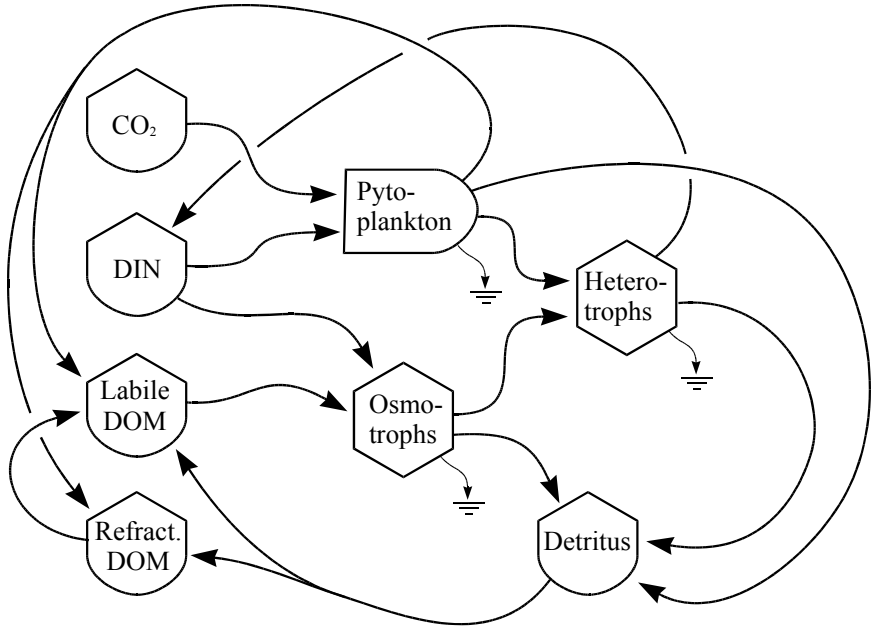 CO₂
Pyto-
plankton
DIN
Hetero-
trophs
Labile
DOM
Osmo-
trophs
Refract.
DOM
Detritus